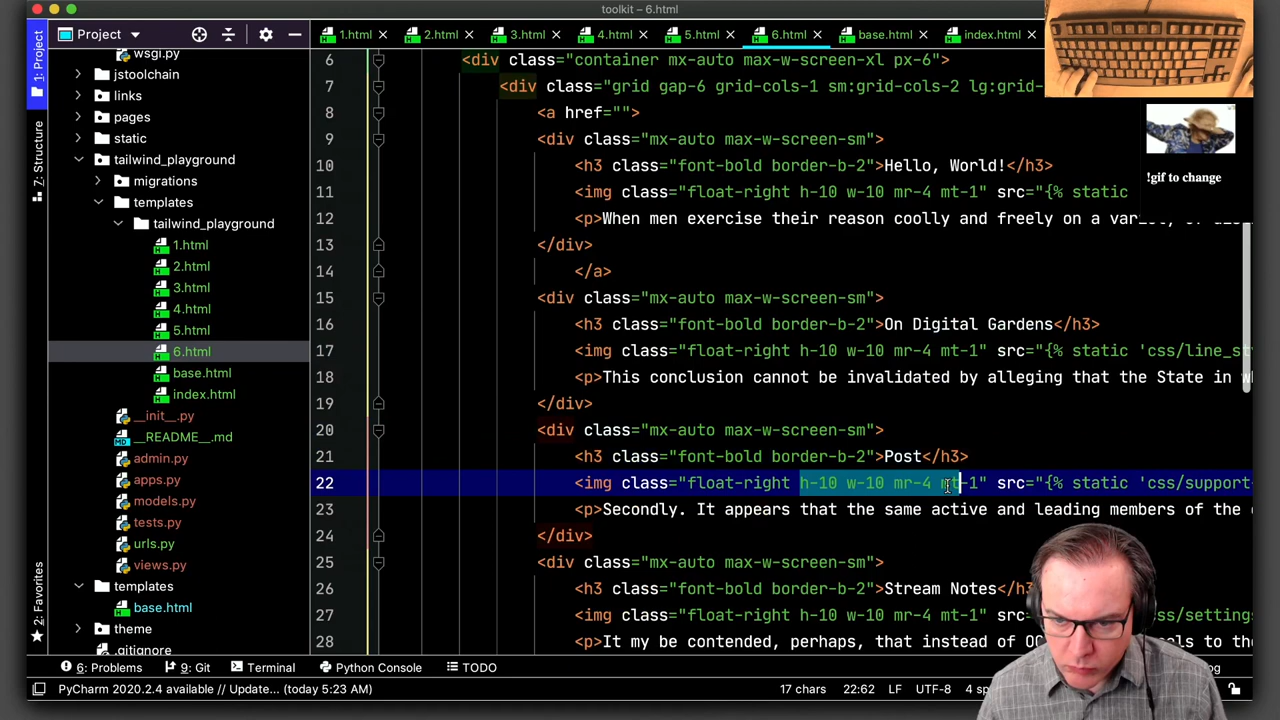 toolkit – 6.html
Project
1.html
2.html
3.html
4.html
5.html
6.html
base.html
index.html
1: Project
7: Structure
2: Favorites
wsgi.py
jstoolchain
links
pages
static
tailwind_playground
migrations
templates
tailwind_playground
1.html
2.html
3.html
4.html
5.html
6.html
base.html
index.html
__init__.py
__README__.md
admin.py
apps.py
models.py
tests.py
urls.py
views.py
templates
base.html
theme
.gitignore
6 <div class="container mx-auto max-w-screen-xl px-6">
7 <div class="grid gap-6 grid-cols-1 sm:grid-cols-2 lg:grid-
8 <a href="">
9 <div class="mx-auto max-w-screen-sm">
10 <h3 class="font-bold border-b-2">Hello, World!</h3>
11 <img class="float-right h-10 w-10 mr-4 mt-1" src="{% static
12 <p>When men exercise their reason coolly and freely on a
13 </div>
14 </a>
15 <div class="mx-auto max-w-screen-sm">
16 <h3 class="font-bold border-b-2">On Digital Gardens</h3>
17 <img class="float-right h-10 w-10 mr-4 mt-1" src="{% static 'css/line_st
18 <p>This conclusion cannot be invalidated by alleging that the State in
19 </div>
20 <div class="mx-auto max-w-screen-sm">
21 <h3 class="font-bold border-b-2">Post</h3>
22 <img class="float-right h-10 w-10 mr-4 mt-1" src="{% static 'css/support-
23 <p>Secondly. It appears that the same active and leading members of the
24 </div>
25 <div class="mx-auto max-w-screen-sm">
26 <h3 class="font-bold border-b-2">Stream Notes</h3
27 <img class="float-right h-10 w-10 mr-4 mt-1" s
28 <p>It my be contended, perhaps, that instead of
!gif to change
6: Problems
9: Git
Terminal
Python Console
TODO
PyCharm 2020.2.4 available // Update... (today 5:23 AM)
17 chars
22:62
LF
UTF-8